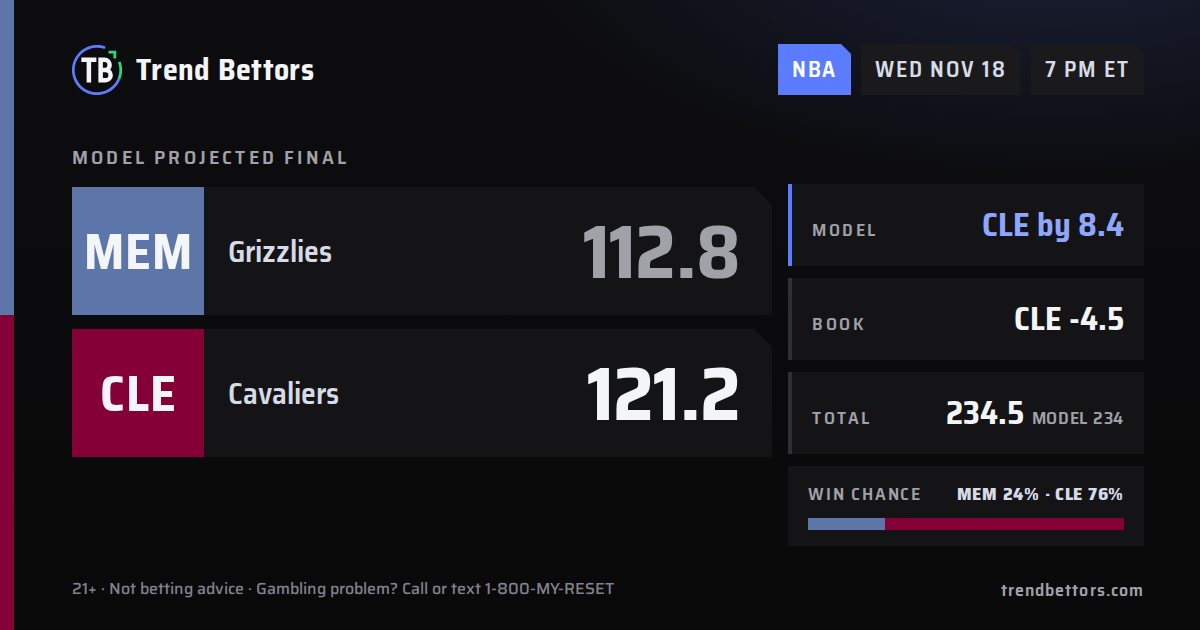 TB Trend Bettors
NBA WED NOV 18 7 PM ET
MODEL PROJECTED FINAL
MEM Grizzlies 112.8
CLE Cavaliers 121.2
MODEL CLE by 8.4
BOOK CLE -4.5
TOTAL 234.5 MODEL 234
WIN CHANCE MEM 24% · CLE 76%
21+ · Not betting advice · Gambling problem? Call or text 1-800-MY-RESET
trendbettors.com